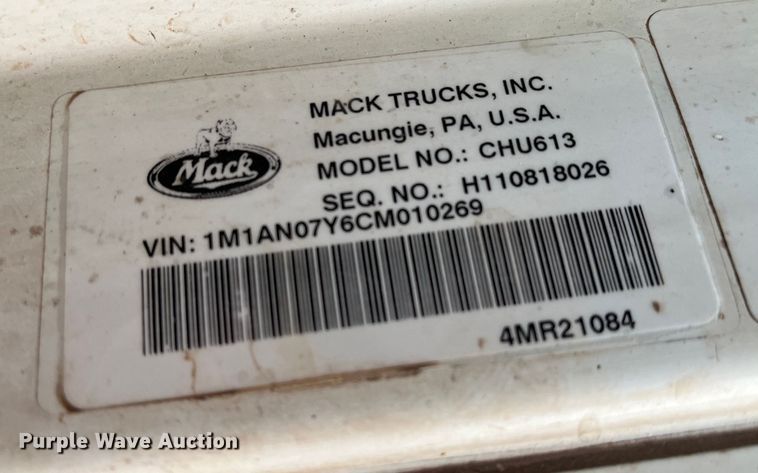 MACK TRUCKS, INC.
Macungie, PA, U.S.A.
Mack
MODEL NO.: CHU613
SEQ. NO.: H110818026
VIN: 1M1AN07Y6CM010269
4MR21084
Purple Wave Auction